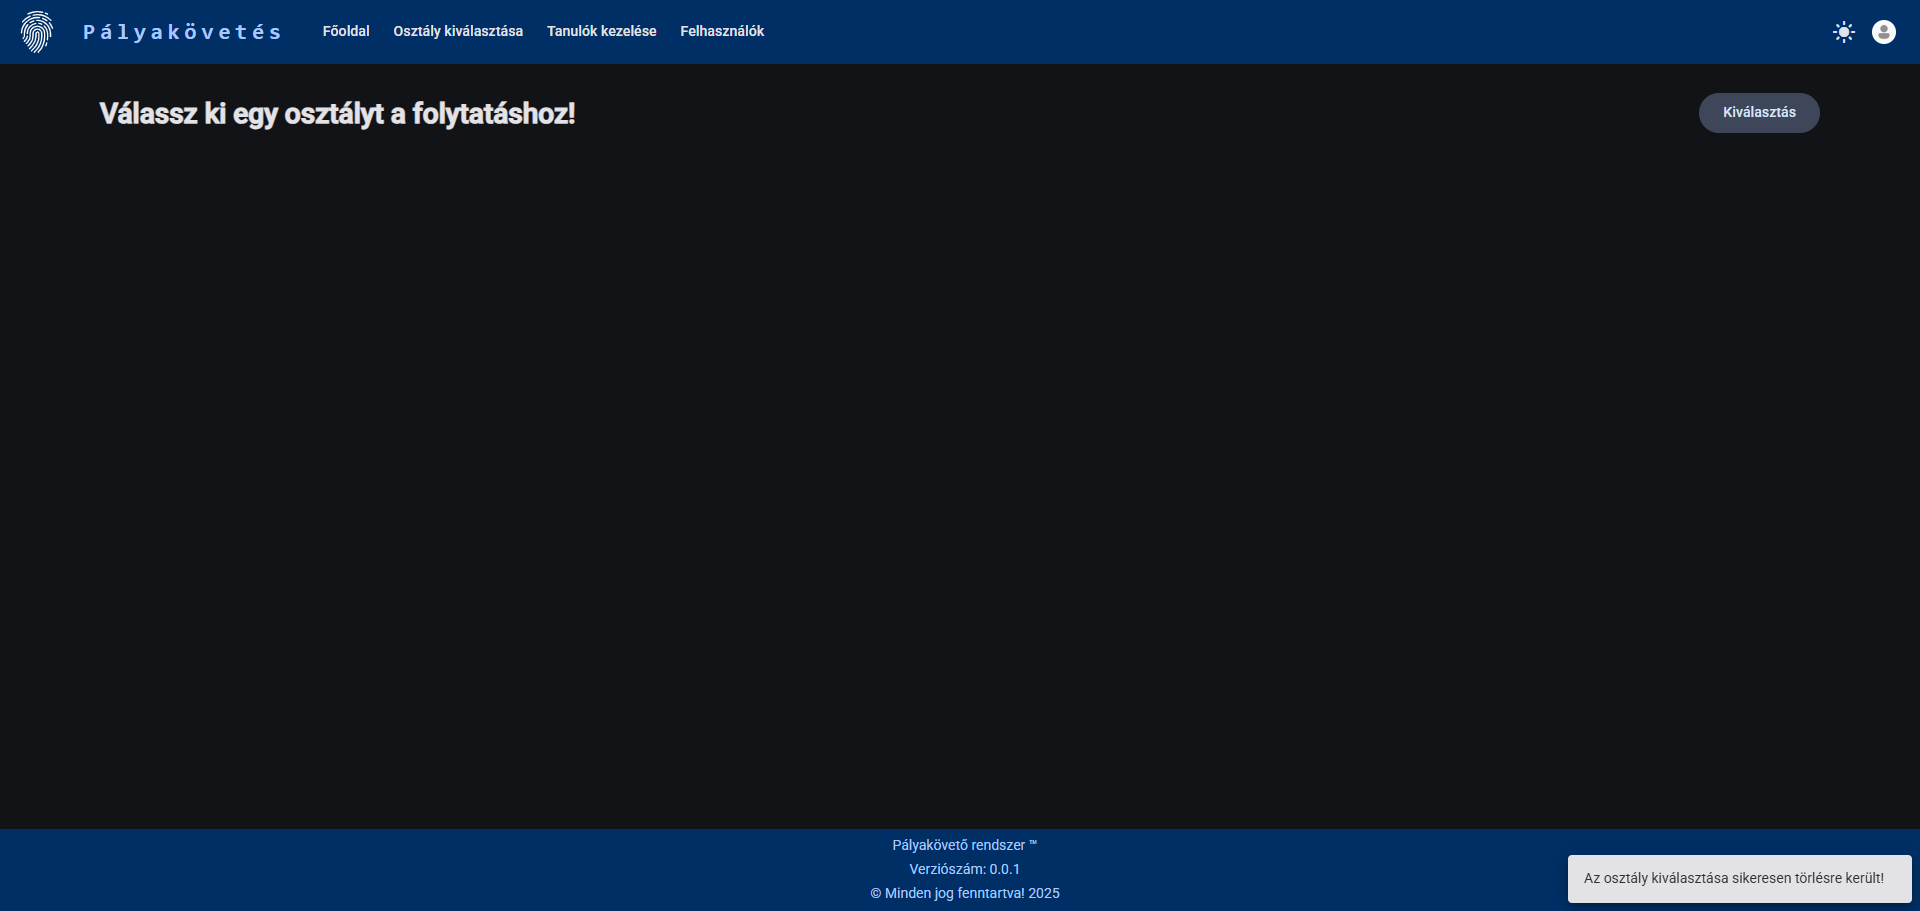 Pályakövetés
Főoldal
Osztály kiválasztása
Tanulók kezelése
Felhasználók
Válassz ki egy osztályt a folytatáshoz!
Kiválasztás
Pályakövető rendszer ™
Verziószám: 0.0.1
© Minden jog fenntartva! 2025
Az osztály kiválasztása sikeresen törlésre került!